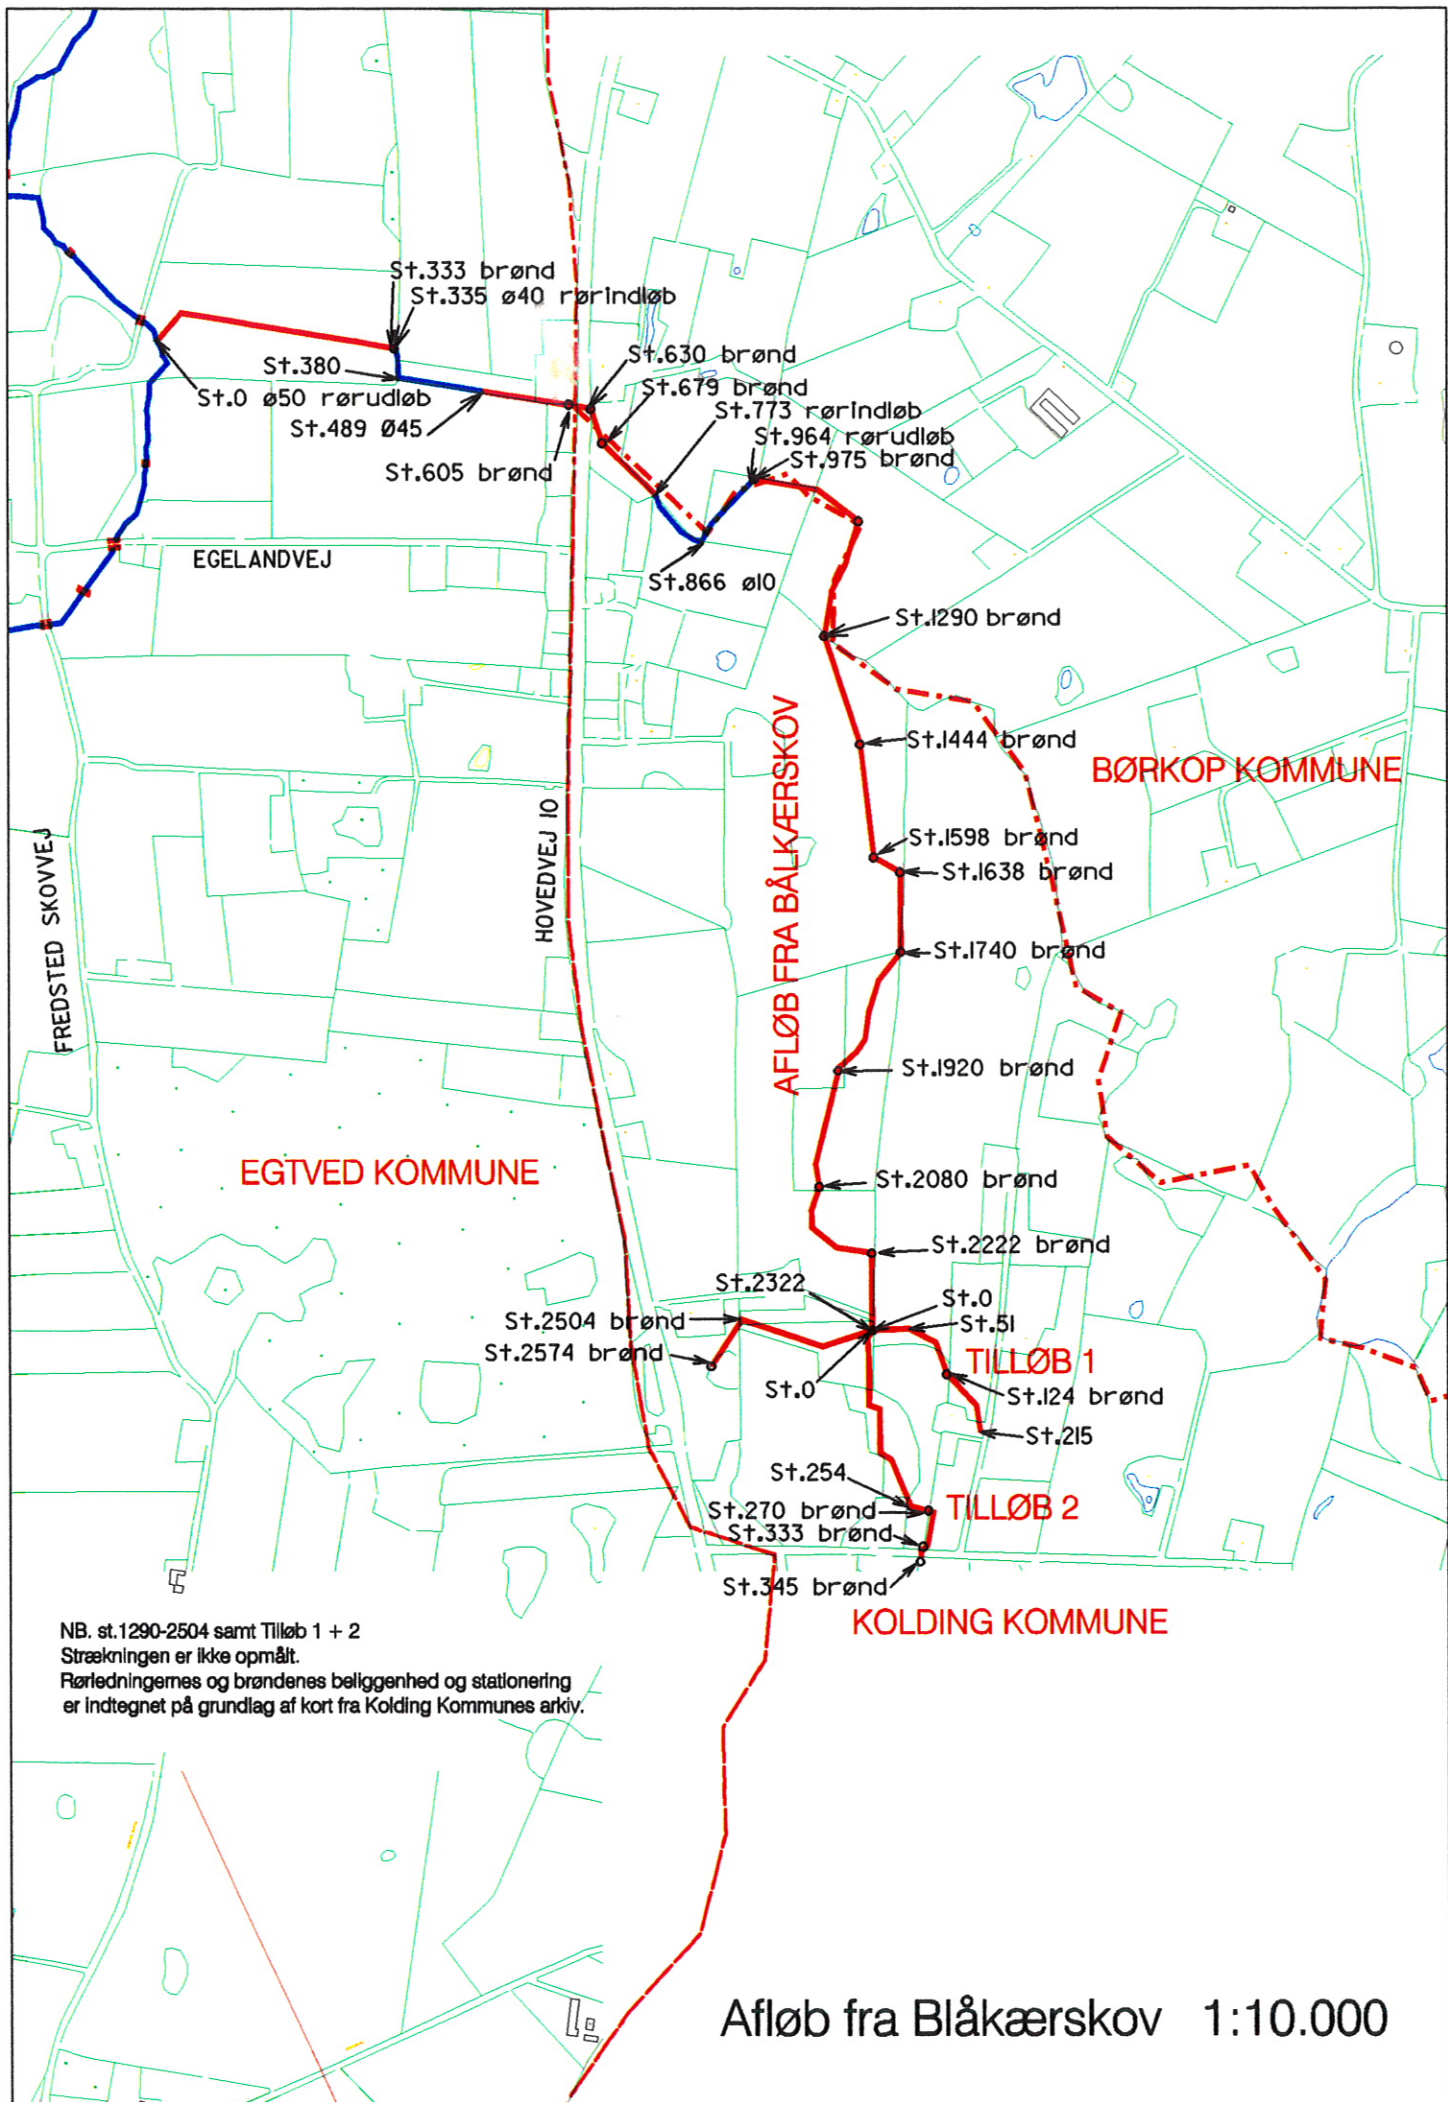 St.333 brønd
St.335 ø40 rørindløb
St.380
St.0 ø50 rørudløb
St.489 Ø45
St.605 brønd
St.630 brønd
St.679 brønd
St.773 rørindløb
St.964 rørudløb
St.975 brønd
EGELANDVEJ
St.866 ø10
St.1290 brønd
St.1444 brønd
BØRKOP KOMMUNE
AFLØB FRA BÅLKÆRSKOV
HOVEDVEJ 10
FREDSTED SKOVVEJ
St.1598 brønd
St.1638 brønd
St.1740 brønd
St.1920 brønd
EGTVED KOMMUNE
St.2080 brønd
St.2222 brønd
St.2322
St.0
St.2504 brønd
St.51
St.2574 brønd
TILLØB 1
St.0
St.124 brønd
St.215
St.254
St.270 brønd
TILLØB 2
St.333 brønd
St.345 brønd
KOLDING KOMMUNE
NB. st.1290-2504 samt Tilløb 1 + 2
Strækningen er ikke opmålt.
Rørledningernes og brøndenes beliggenhed og stationering
er indtegnet på grundlag af kort fra Kolding Kommunes arkiv.
Afløb fra Blåkærskov 1:10.000